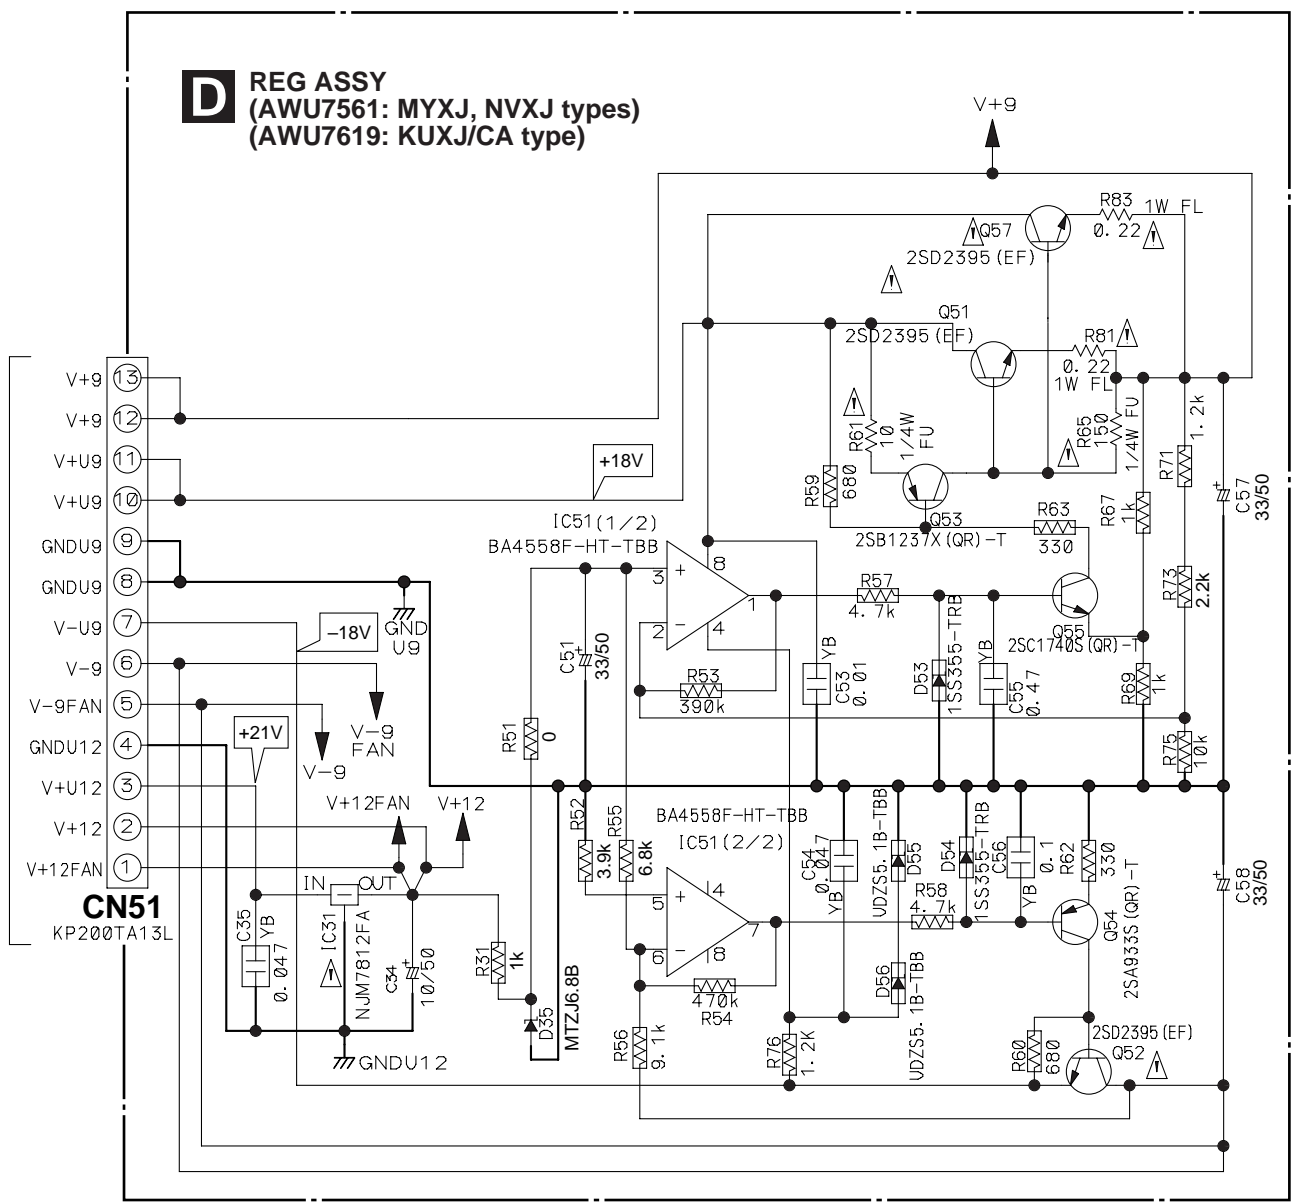 D
REG ASSY
(AWU7561: MYXJ, NVXJ types)
(AWU7619: KUXJ/CA type)
V+9
R83
1W FL
0.22
Q57
2SD2395(EF)
Q51
2SD2395(EF)
R81
0.22
1W FL
R61
10
1/4W
FU
R65
150
1/4W FU
R71
1.2k
C57
33/50
R59
680
R67
1k
Q53
2SB1237X(QR)-T
R63
330
R73
2.2k
Q55
2SC1740S(QR)-T
R69
1k
R75
10k
V+9 13
V+9 12
V+U9 11
V+U9 10
GNDU9 9
GNDU9 8
V-U9 7
V-9 6
V-9FAN 5
GNDU12 4
V+U12 3
V+12 2
V+12FAN 1
CN51
KP200TA13L
+18V
-18V
+21V
GND
U9
V-9
FAN
V-9
V+12FAN
V+12
IC51(1/2)
BA4558F-HT-TBB
3
+
8
1
2
-
4
C51
33/50
R53
390k
R51
0
R57
4.7k
YB
C53
0.01
D53
1SS355-TRB
YB
C55
0.47
R52
3.9k
R55
6.8k
BA4558F-HT-TBB
IC51(2/2)
5
+
4
7
6
-
8
470k
R54
R56
9.1k
R76
1.2K
C54
0.047
YB
UDZS5.1B-TBB
D55
D54
1SS355-TRB
C56
0.1
YB
R62
330
R58
4.7k
D56
UDZS5.1B-TBB
Q54
2SA933S(QR)-T
C58
33/50
R60
680
2SD2395(EF)
Q52
IN
OUT
C35
YB
0.047
IC31
NJM7812FA
C34
10/50
R31
1k
D35
MTZJ6.8B
GNDU12